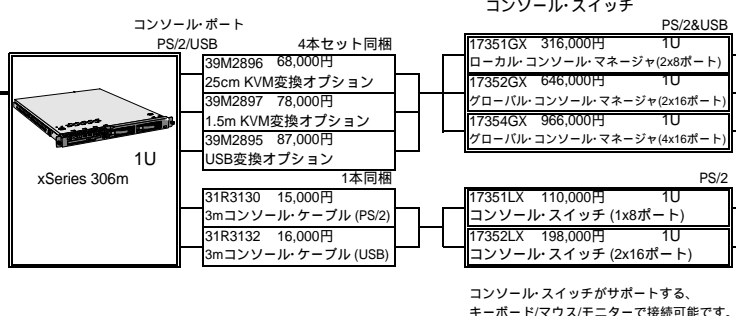 コンソール・ポート
PS/2/USB
4本セット同梱
39M2896 68,000円
25cm KVM変換オプション
39M2897 78,000円
1.5m KVM変換オプション
39M2895 87,000円
USB変換オプション
1本同梱
31R3130 15,000円
3mコンソール・ケーブル (PS/2)
31R3132 16,000円
3mコンソール・ケーブル (USB)
1U
xSeries 306m
コンソール・スイッチ
PS/2&USB
17351GX 316,000円 1U
ローカル・コンソール・マネージャ(2x8ポート)
17352GX 646,000円 1U
グローバル・コンソール・マネージャ(2x16ポート)
17354GX 966,000円 1U
グローバル・コンソール・マネージャ(4x16ポート)
PS/2
17351LX 110,000円 1U
コンソール・スイッチ (1x8ポート)
17352LX 198,000円 1U
コンソール・スイッチ (2x16ポート)
コンソール・スイッチがサポートする、
キーボード/マウス/モニターで接続可能です。